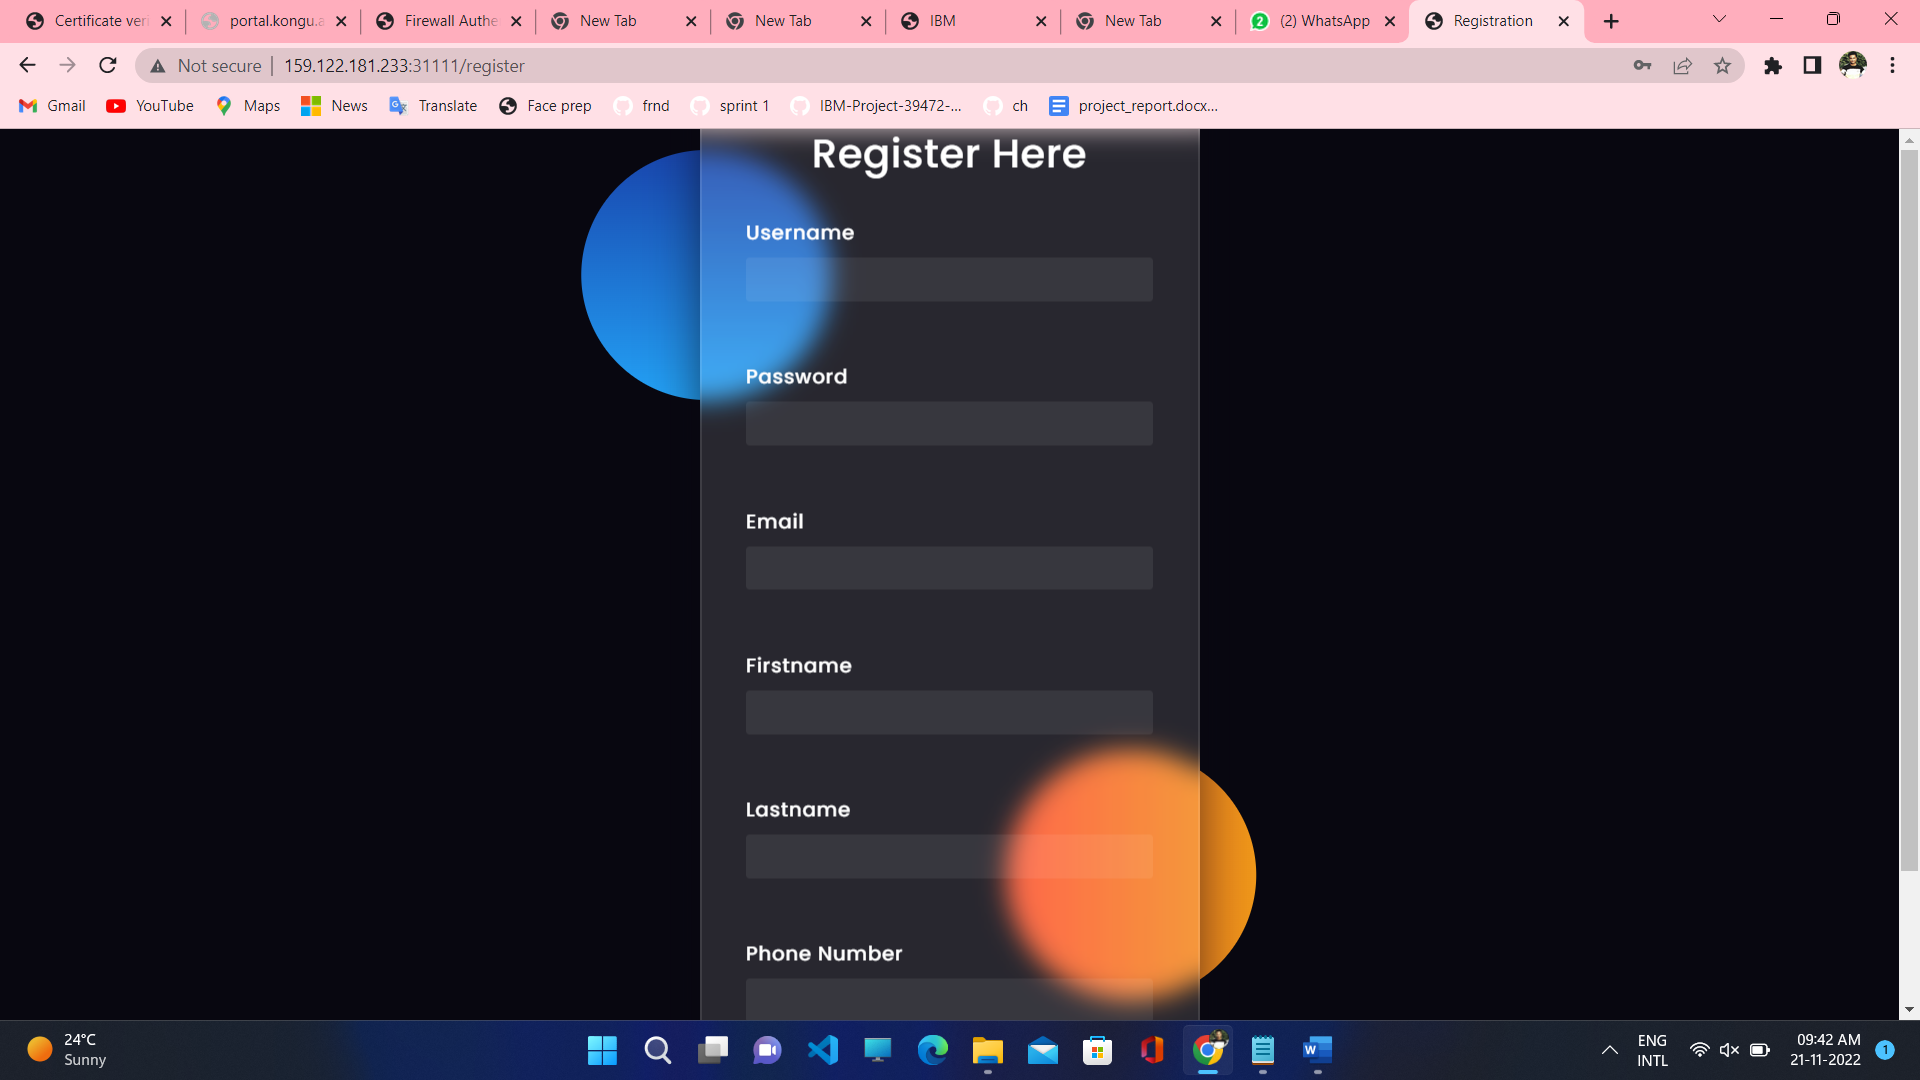 Certificate veri
portal.kongu.a
Firewall Authe
New Tab
New Tab
IBM
New Tab
(2) WhatsApp
Registration
Not secure
159.122.181.233:31111/register
Gmail
YouTube
Maps
News
Translate
Face prep
frnd
sprint 1
IBM-Project-39472-...
ch
project_report.docx...
Register Here
Username
Password
Email
Firstname
Lastname
Phone Number
24°C
Sunny
ENG
INTL
09:42 AM
21-11-2022
1